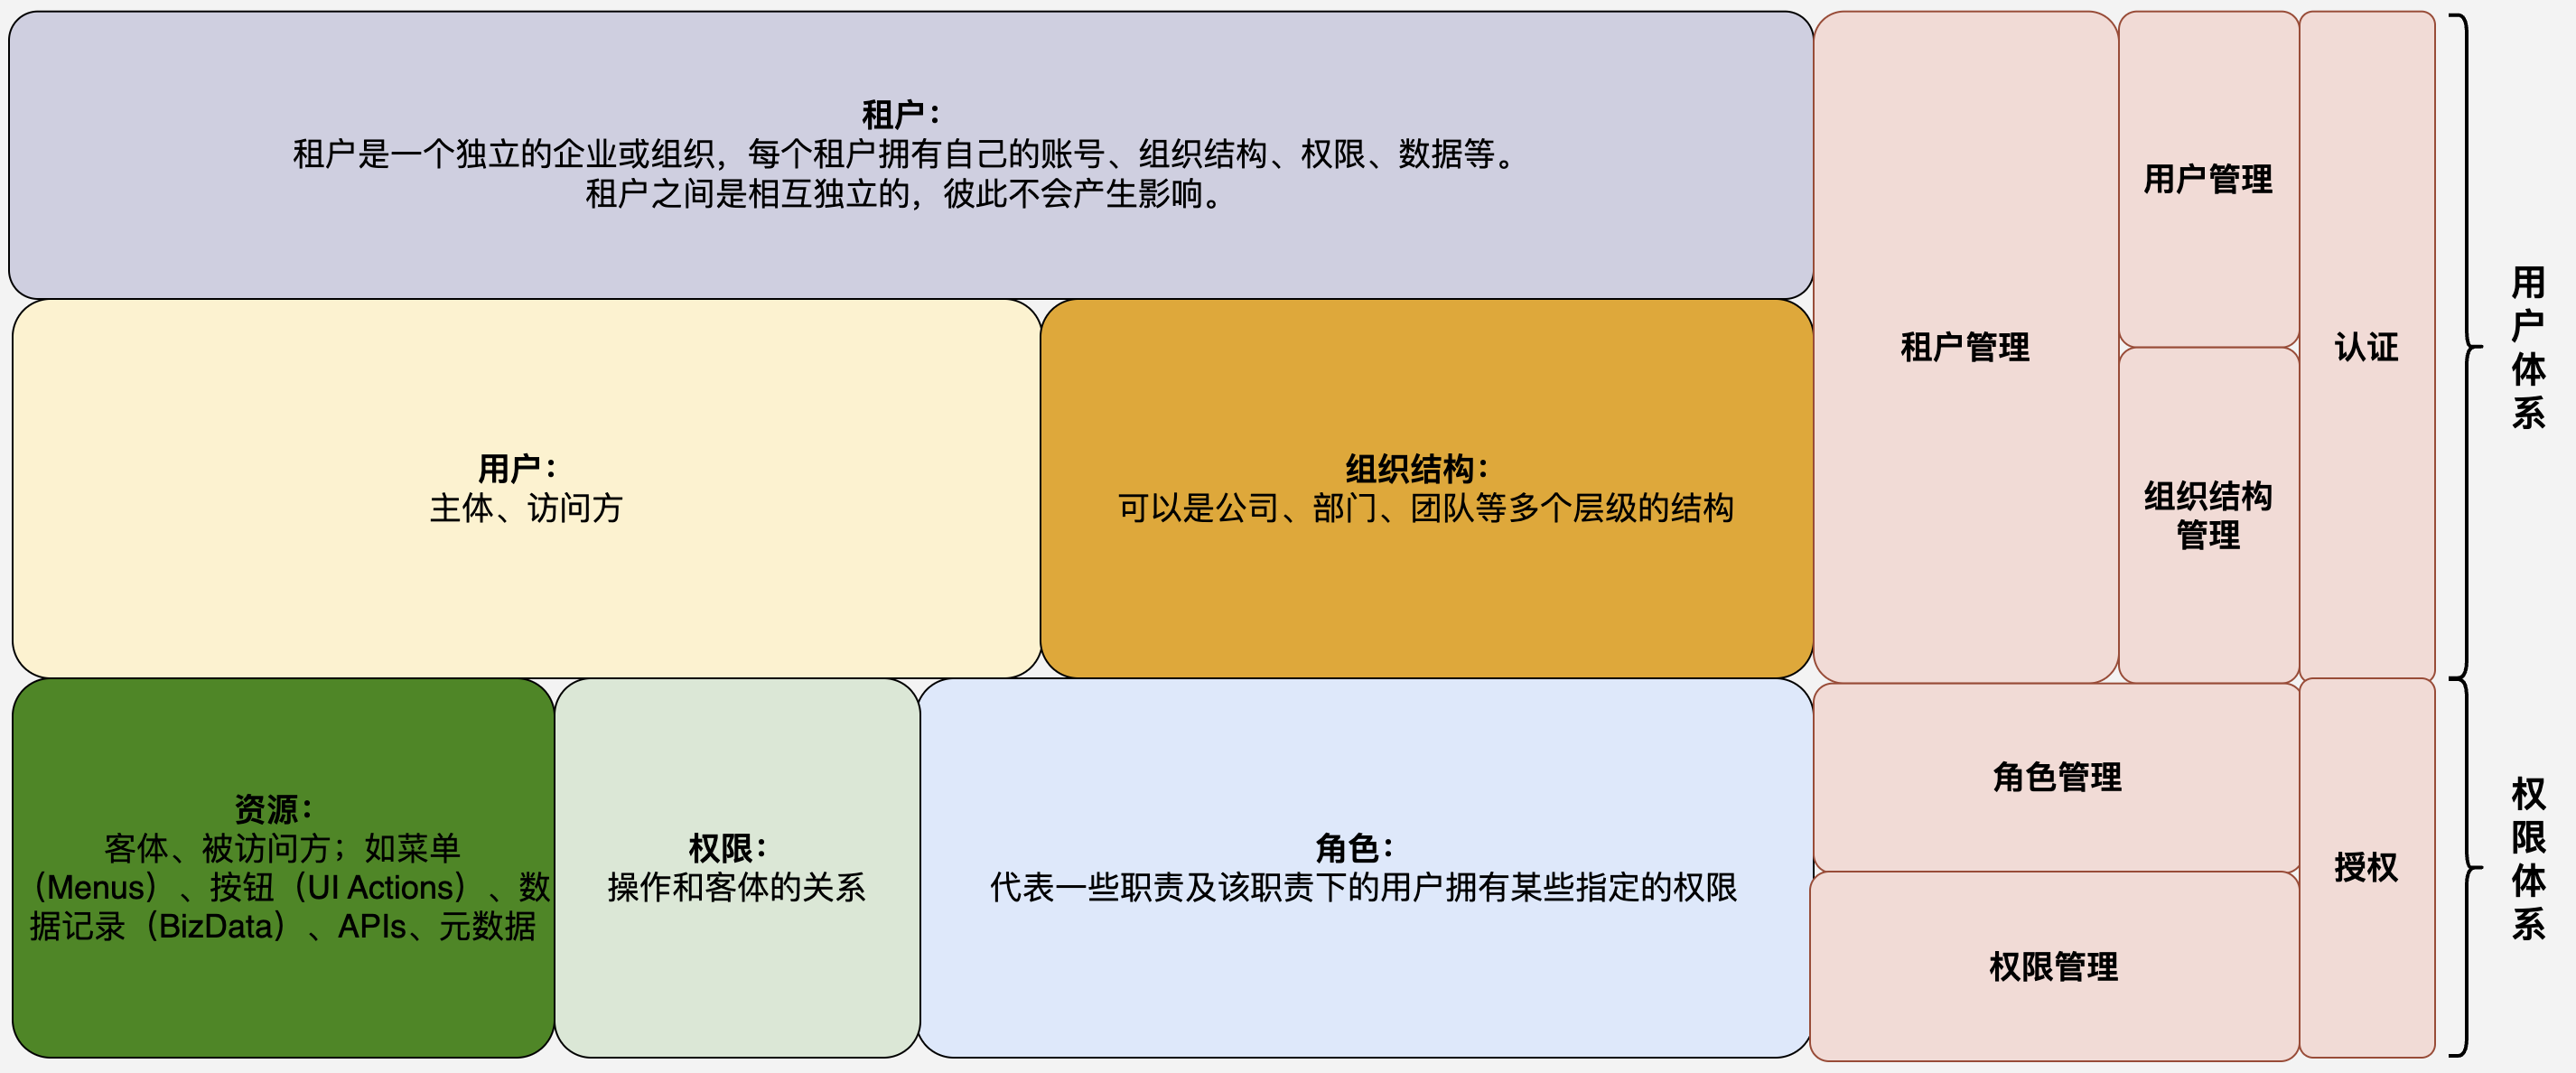 租户：
租户是一个独立的企业或组织，每个租户拥有自己的账号、组织结构、权限、数据等。
租户之间是相互独立的，彼此不会产生影响。
租户管理
用户管理
组织结构
管理
认证
用户体系
用户：
主体、访问方
组织结构：
可以是公司、部门、团队等多个层级的结构
资源：
客体、被访问方；如菜单
（Menus）、按钮（UI Actions）、数
据记录（BizData）、APIs、元数据
权限：
操作和客体的关系
角色：
代表一些职责及该职责下的用户拥有某些指定的权限
角色管理
权限管理
授权
权限体系